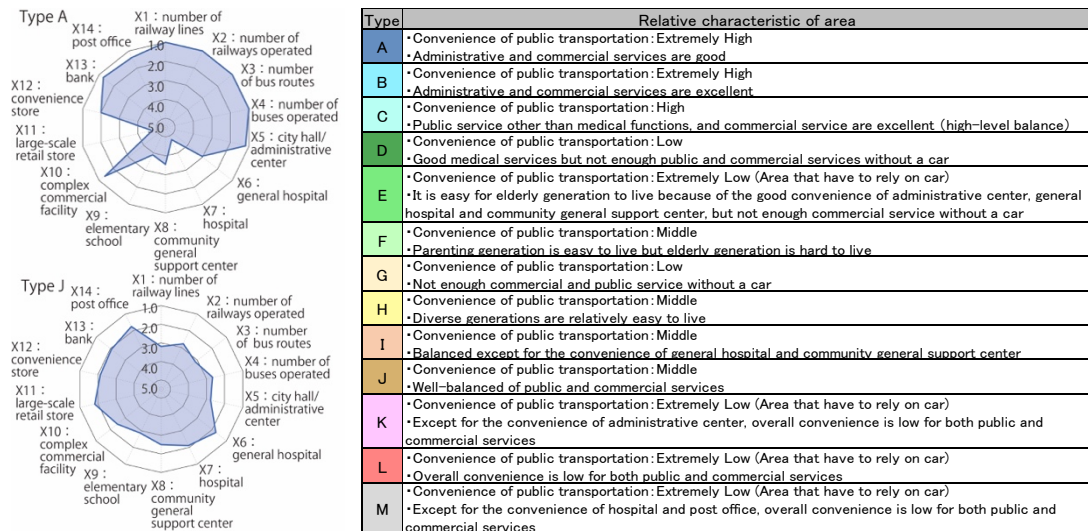 Type A
X1：number of
railway lines
X2：number of
railways operated
X3：number
of bus routes
X4：number of
buses operated
X5：city hall/
administrative
center
X6：
general hospital
X7：
hospital
X8：
community
general
support center
X9：
elementary
school
X10：
complex
commercial
facility
X11：
large-scale
retail store
X12：
convenience
store
X13：
bank
X14：
post office
1.0
2.0
3.0
4.0
5.0
Type J
X1：number of
railway lines
X2：number of
railways operated
X3：number
of bus routes
X4：number of
buses operated
X5：city hall/
administrative
center
X6：
general hospital
X7：
hospital
X8：
community
general
support center
X9：
elementary
school
X10：
complex
commercial
facility
X11：
large-scale
retail store
X12：
convenience
store
X13：
bank
X14：
post office
1.0
2.0
3.0
4.0
5.0
Type Relative characteristic of area
A
・Convenience of public transportation：Extremely High
・Administrative and commercial services are good
B
・Convenience of public transportation：Extremely High
・Administrative and commercial services are excellent
C
・Convenience of public transportation：High
・Public service other than medical functions, and commercial service are excellent (high-level balance)
D
・Convenience of public transportation：Low
・Good medical services but not enough public and commercial services without a car
E
・Convenience of public transportation：Extremely Low (Area that have to rely on car)
・It is easy for elderly generation to live because of the good convenience of administrative center, general
hospital and community general support center, but not enough commercial service without a car
F
・Convenience of public transportation：Middle
・Parenting generation is easy to live but elderly generation is hard to live
G
・Convenience of public transportation：Low
・Not enough commercial and public service without a car
H
・Convenience of public transportation：Middle
・Diverse generations are relatively easy to live
I
・Convenience of public transportation：Middle
・Balanced except for the convenience of general hospital and community general support center
J
・Convenience of public transportation：Middle
・Well-balanced of public and commercial services
K
・Convenience of public transportation：Extremely Low (Area that have to rely on car)
・Except for the convenience of administrative center, overall convenience is low for both public and
commercial services
L
・Convenience of public transportation：Extremely Low (Area that have to rely on car)
・Overall convenience is low for both public and commercial services
M
・Convenience of public transportation：Extremely Low (Area that have to rely on car)
・Except for the convenience of hospital and post office, overall convenience is low for both public and
commercial services